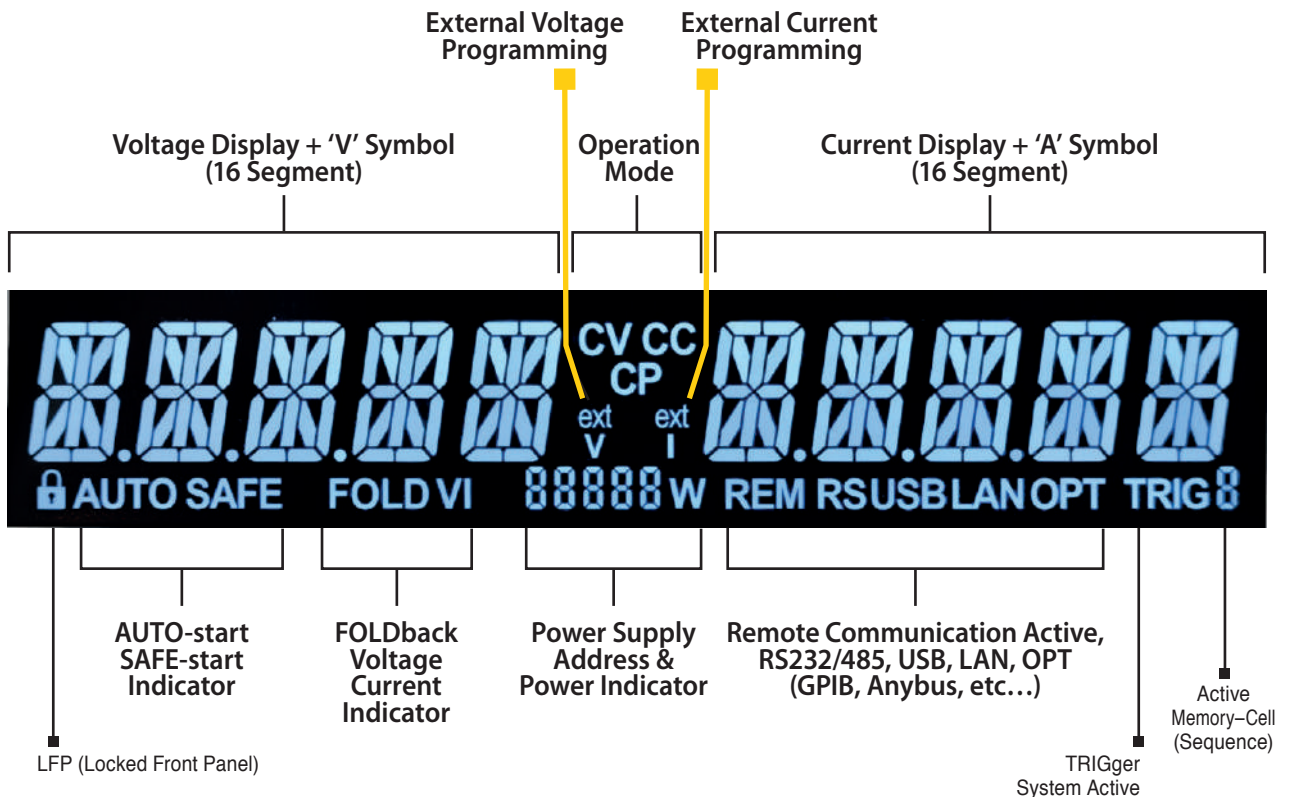 External Voltage
Programming
External Current
Programming
Voltage Display + ‘V’ Symbol
(16 Segment)
Operation
Mode
Current Display + ‘A’ Symbol
(16 Segment)
CV CC
CP
ext ext
V I
AUTO SAFE FOLD VI 88888 W REM RS USB LAN OPT TRIG 8
AUTO-start
SAFE-start
Indicator
FOLDback
Voltage
Current
Indicator
Power Supply
Address &
Power Indicator
Remote Communication Active,
RS232/485, USB, LAN, OPT
(GPIB, Anybus, etc…)
Active
Memory–Cell
(Sequence)
LFP (Locked Front Panel)
TRIGger
System Active